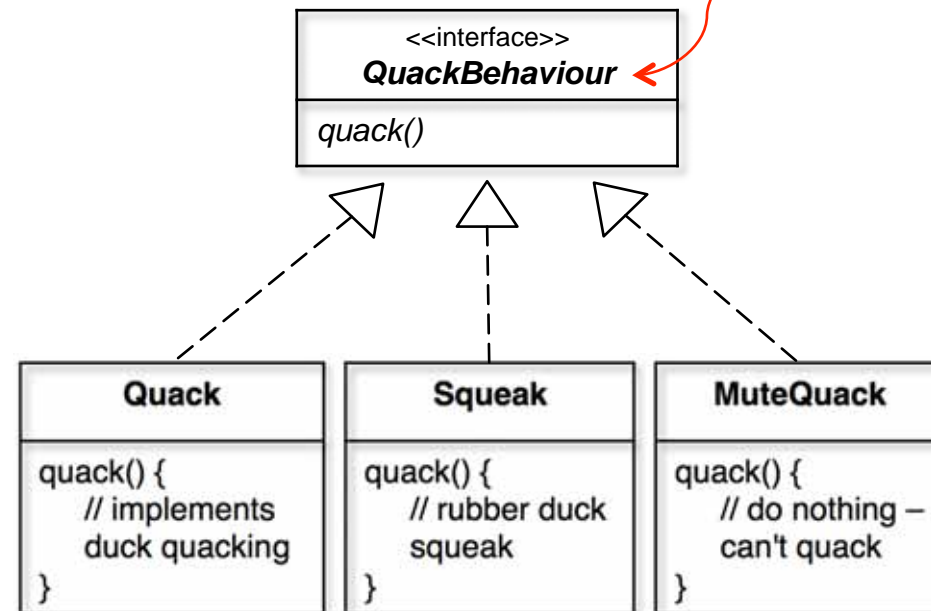 <<interface>>
QuackBehaviour
quack()
Quack
quack() {
// implements
duck quacking
}
Squeak
quack() {
// rubber duck
squeak
}
MuteQuack
quack() {
// do nothing –
can't quack
}